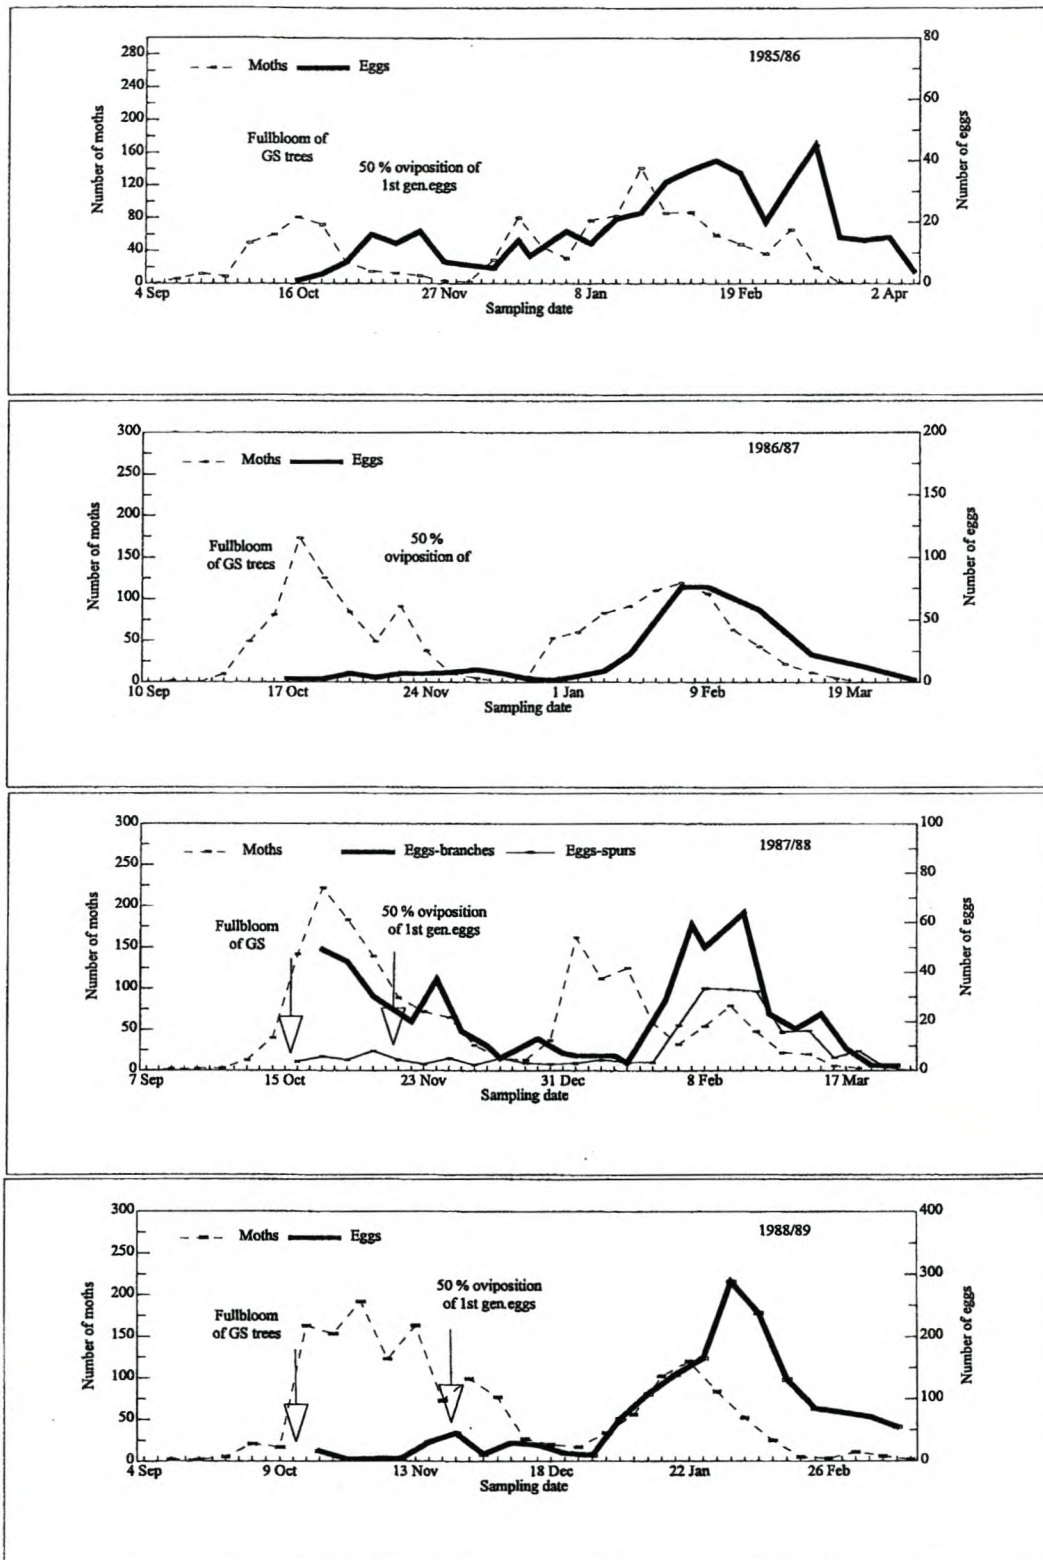 1985/86
Moths Eggs
Fullbloom of
GS trees
50 % oviposition of
1st gen.eggs
Number of moths
280
240
200
160
120
80
40
0
Number of eggs
80
60
40
20
0
4 Sep 16 Oct 27 Nov 8 Jan 19 Feb 2 Apr
Sampling date
1986/87
Moths Eggs
Fullbloom
of GS trees
50 %
oviposition of
Number of moths
300
250
200
150
100
50
0
Number of eggs
200
150
100
50
0
10 Sep 17 Oct 24 Nov 1 Jan 9 Feb 19 Mar
Sampling date
1987/88
Moths Eggs-branches Eggs-spurs
Fullbloom
of GS
50 % oviposition
of 1st gen.eggs
Number of moths
300
250
200
150
100
50
0
Number of eggs
100
80
60
40
20
0
7 Sep 15 Oct 23 Nov 31 Dec 8 Feb 17 Mar
Sampling date
1988/89
Moths Eggs
Fullbloom
of GS trees
50 % oviposition
of 1st gen.eggs
Number of moths
300
250
200
150
100
50
0
Number of eggs
400
300
200
100
0
4 Sep 9 Oct 13 Nov 18 Dec 22 Jan 26 Feb
Sampling date